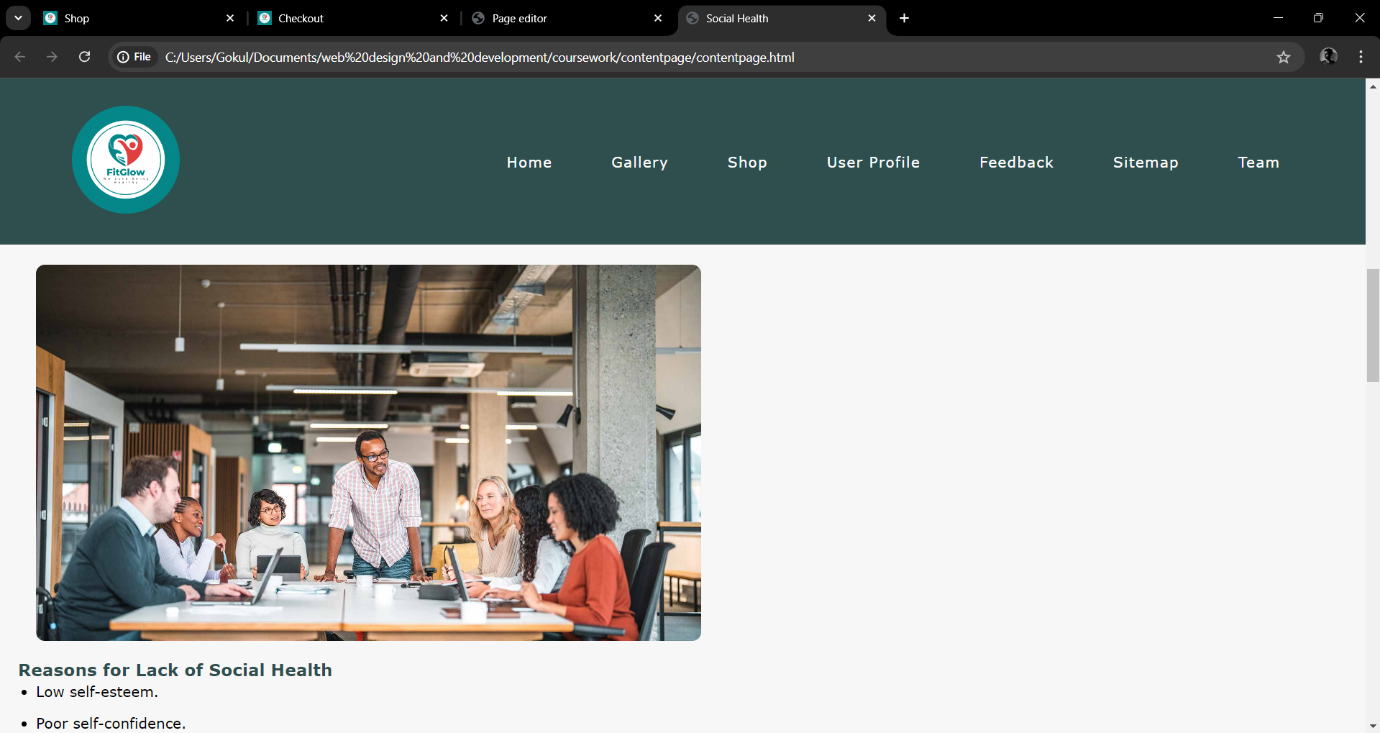 Shop
Checkout
Page editor
Social Health
File
C:/Users/Gokul/Documents/web%20design%20and%20development/coursework/contentpage/contentpage.html
FitGlow
Home
Gallery
Shop
User Profile
Feedback
Sitemap
Team
Reasons for Lack of Social Health
• Low self-esteem.
• Poor self-confidence.